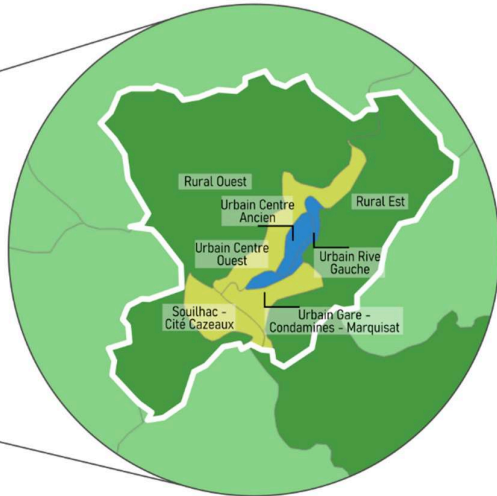 Rural Ouest
Urbain Centre
Ancien
Rural Est
Urbain Centre
Ouest
Urbain Rive
Gauche
Souilhac -
Cité Cazeaux
Urbain Gare -
Condamines - Marquisat